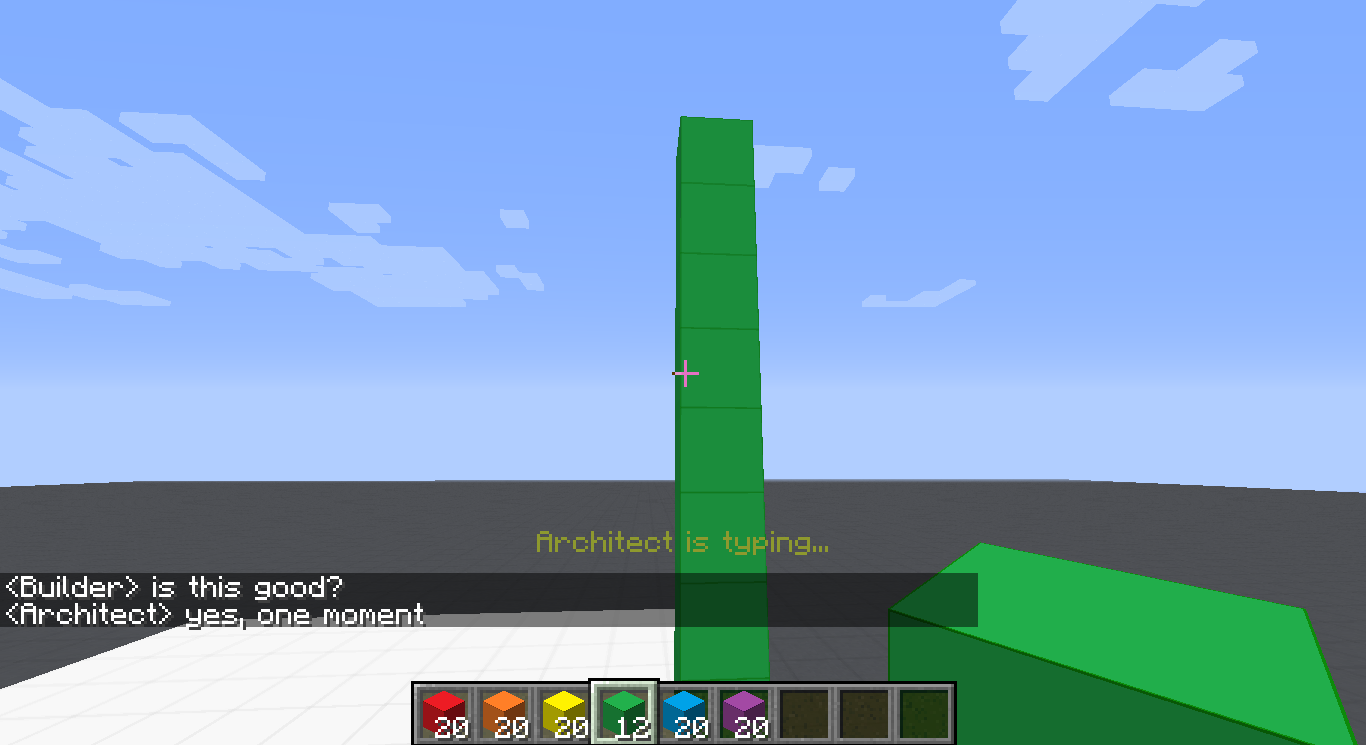 Architect is typing...
<Builder> is this good?
<Architect> yes, one moment
20 20 20 12 20 20